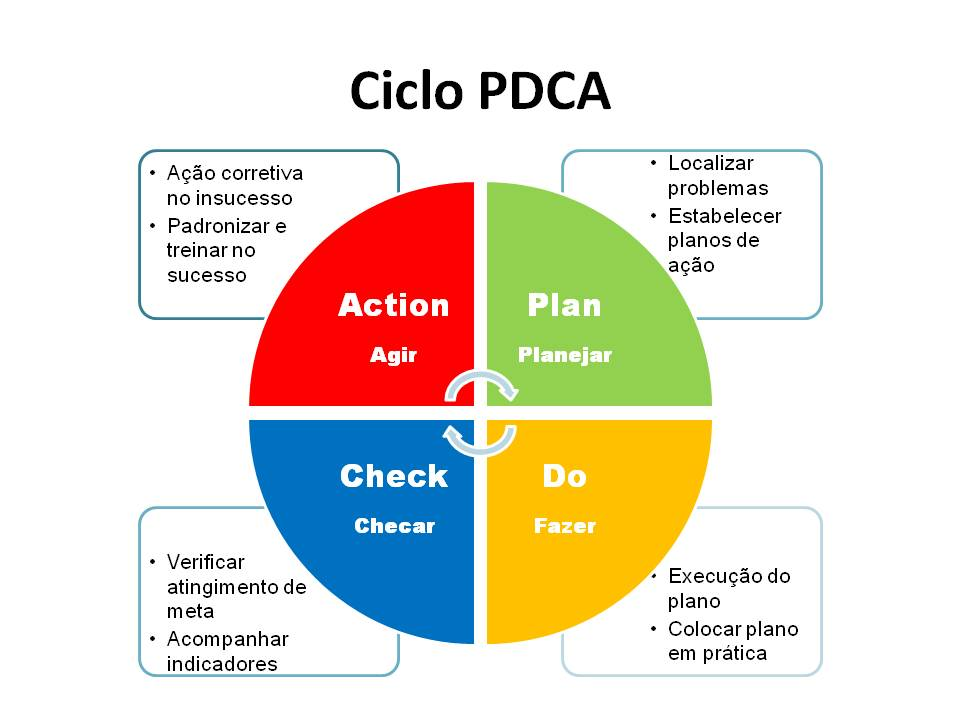 Ciclo PDCA
• Ação corretiva
no insucesso
• Padronizar e
treinar no
sucesso
• Localizar
problemas
• Estabelecer
planos de
ação
Action
Agir
Plan
Planejar
Check
Checar
Do
Fazer
• Verificar
atingimento de
meta
• Acompanhar
indicadores
• Execução do
plano
• Colocar plano
em prática